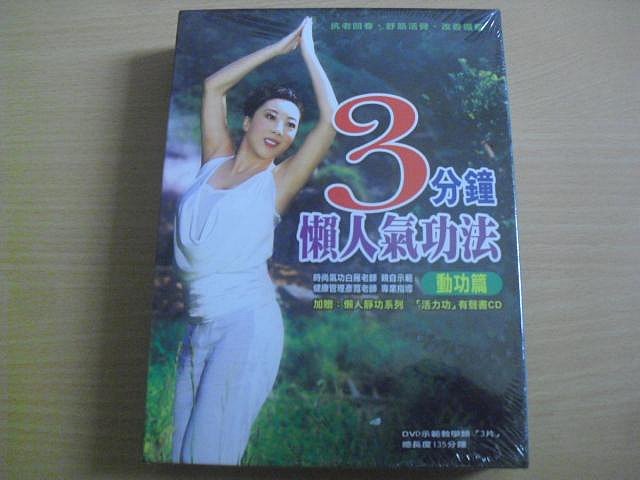 抗老回春、舒筋活骨、改善循環
3分鐘
懶人氣功法
時尚氣功白雁老師 親自示範
健康管理彥寬老師 專業指導
動功篇
加贈：懶人靜功系列 「活力功」有聲書CD
DVD示範教學帶『3片』
總長度135分鐘